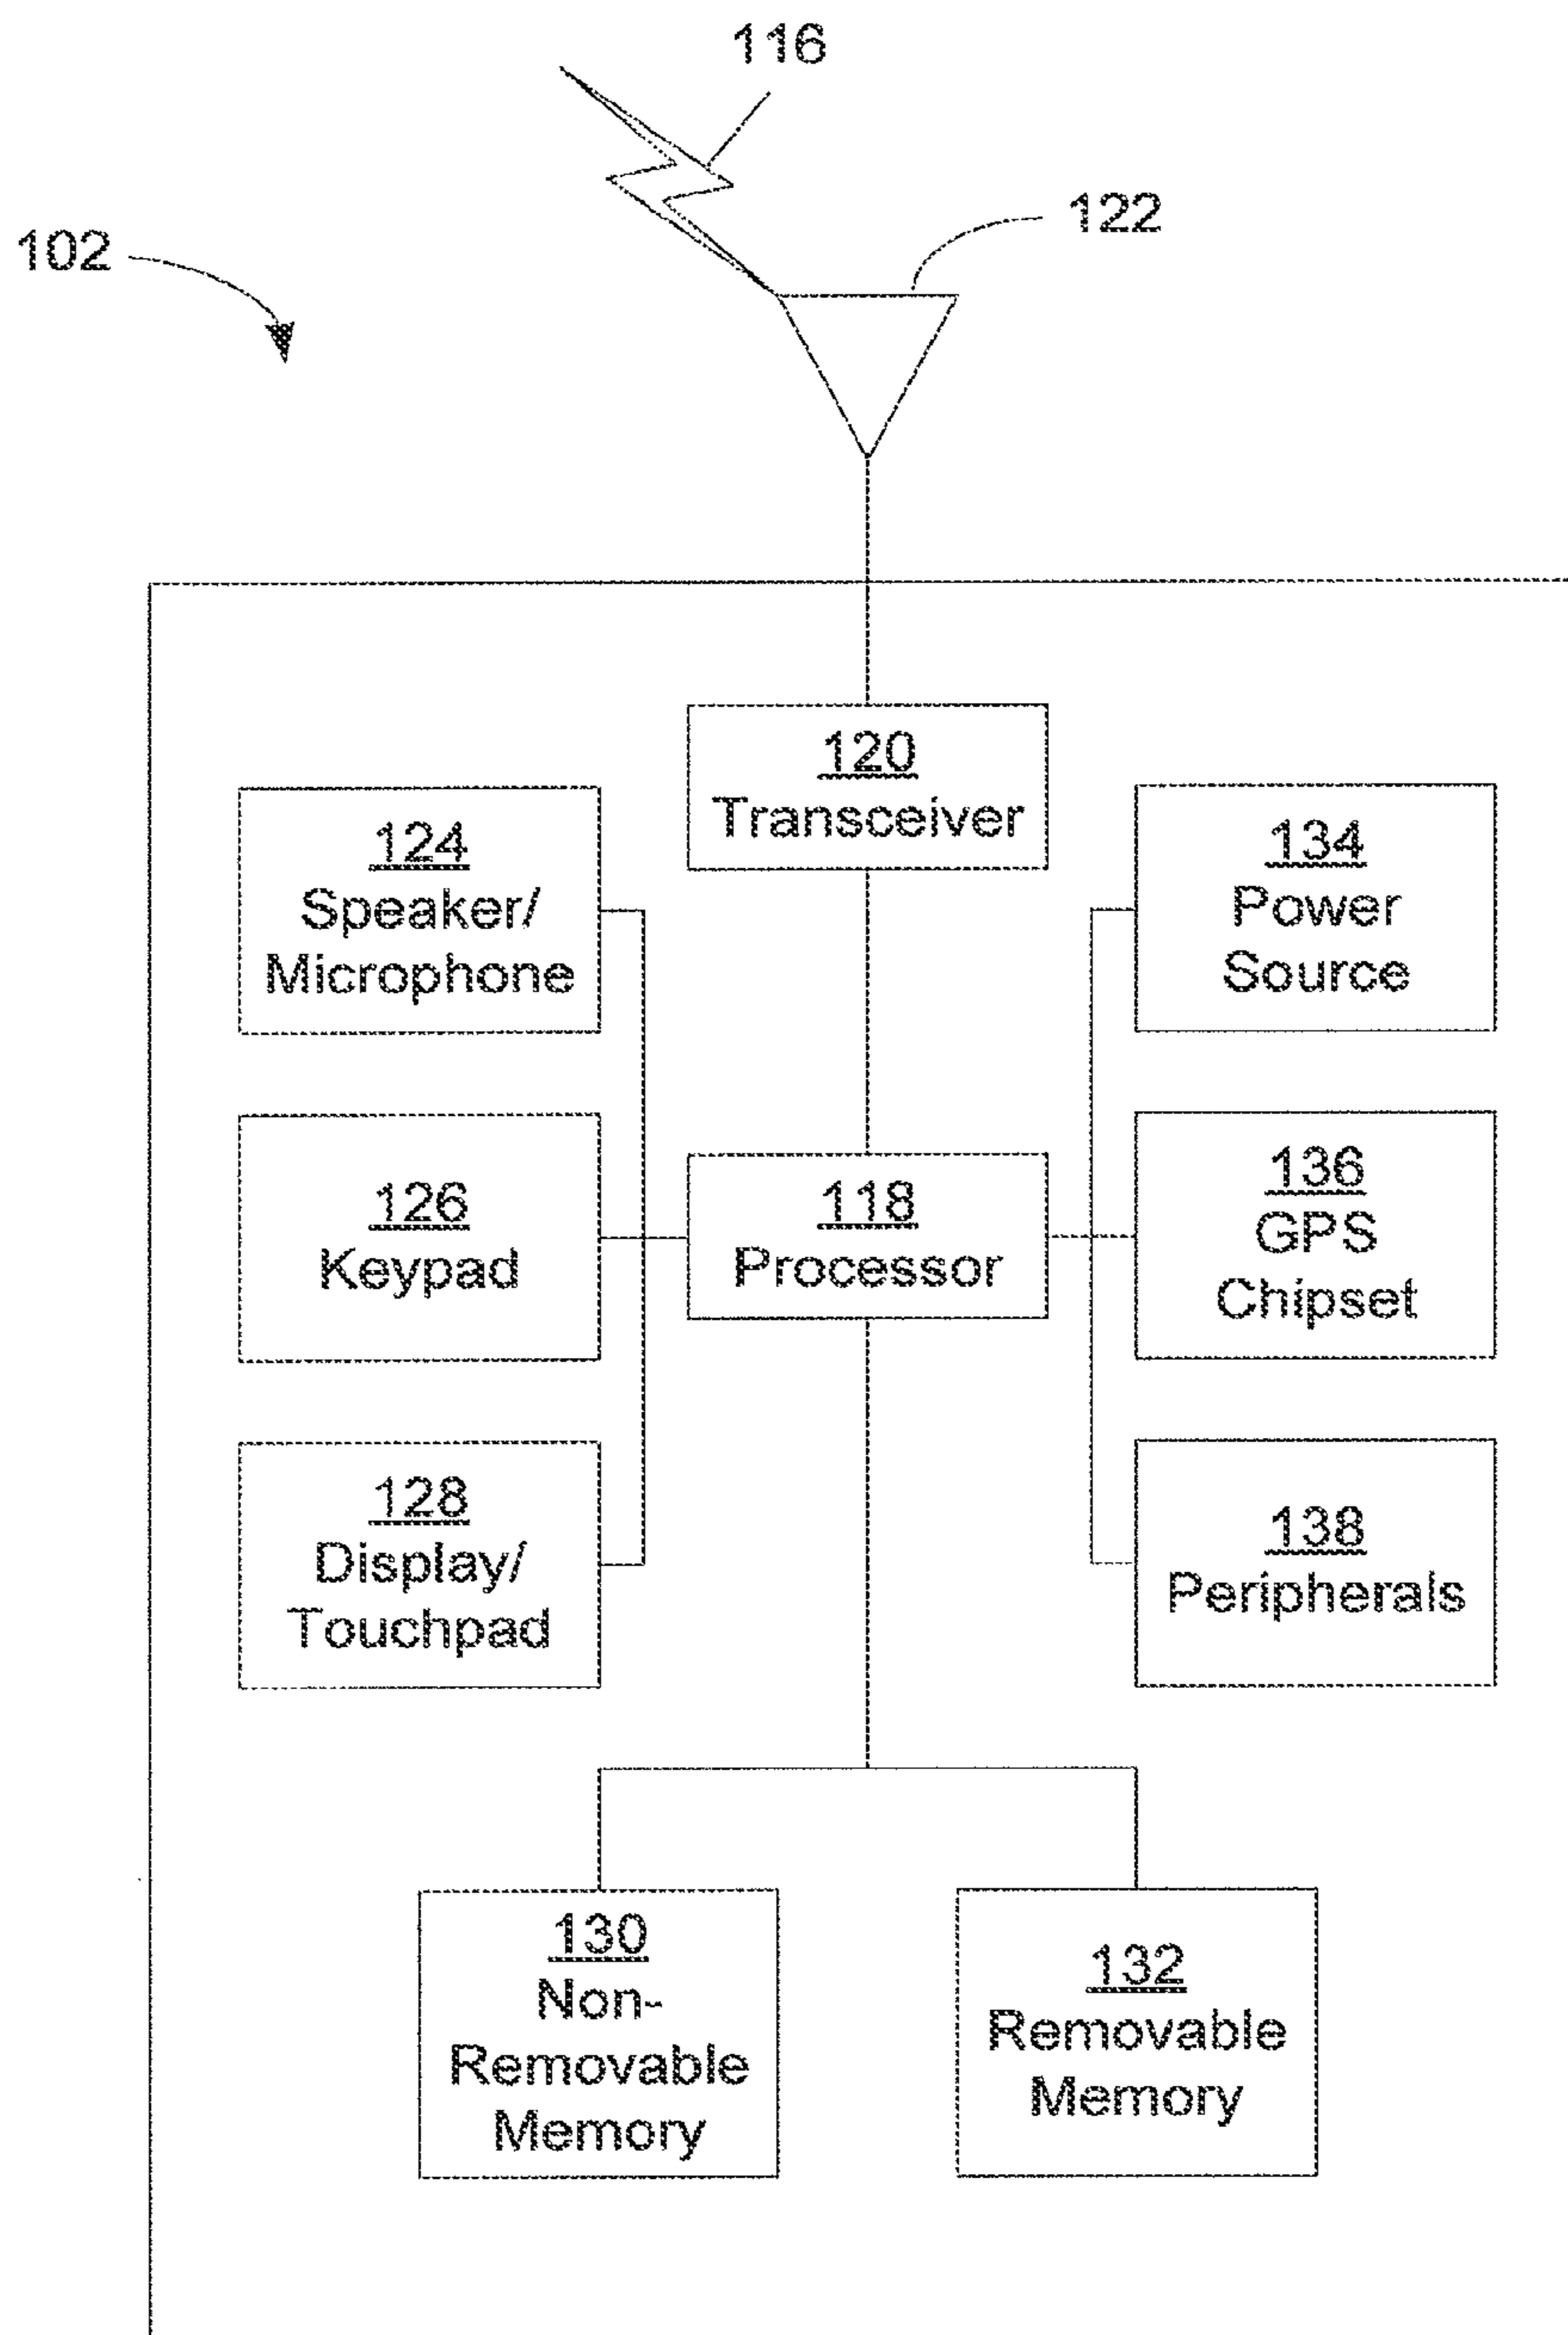 116
122
102
120
Transceiver
124
Speaker/
Microphone
134
Power
Source
126
Keypad
118
Processor
136
GPS
Chipset
128
Display/
Touchpad
138
Peripherals
130
Non-
Removable
Memory
132
Removable
Memory